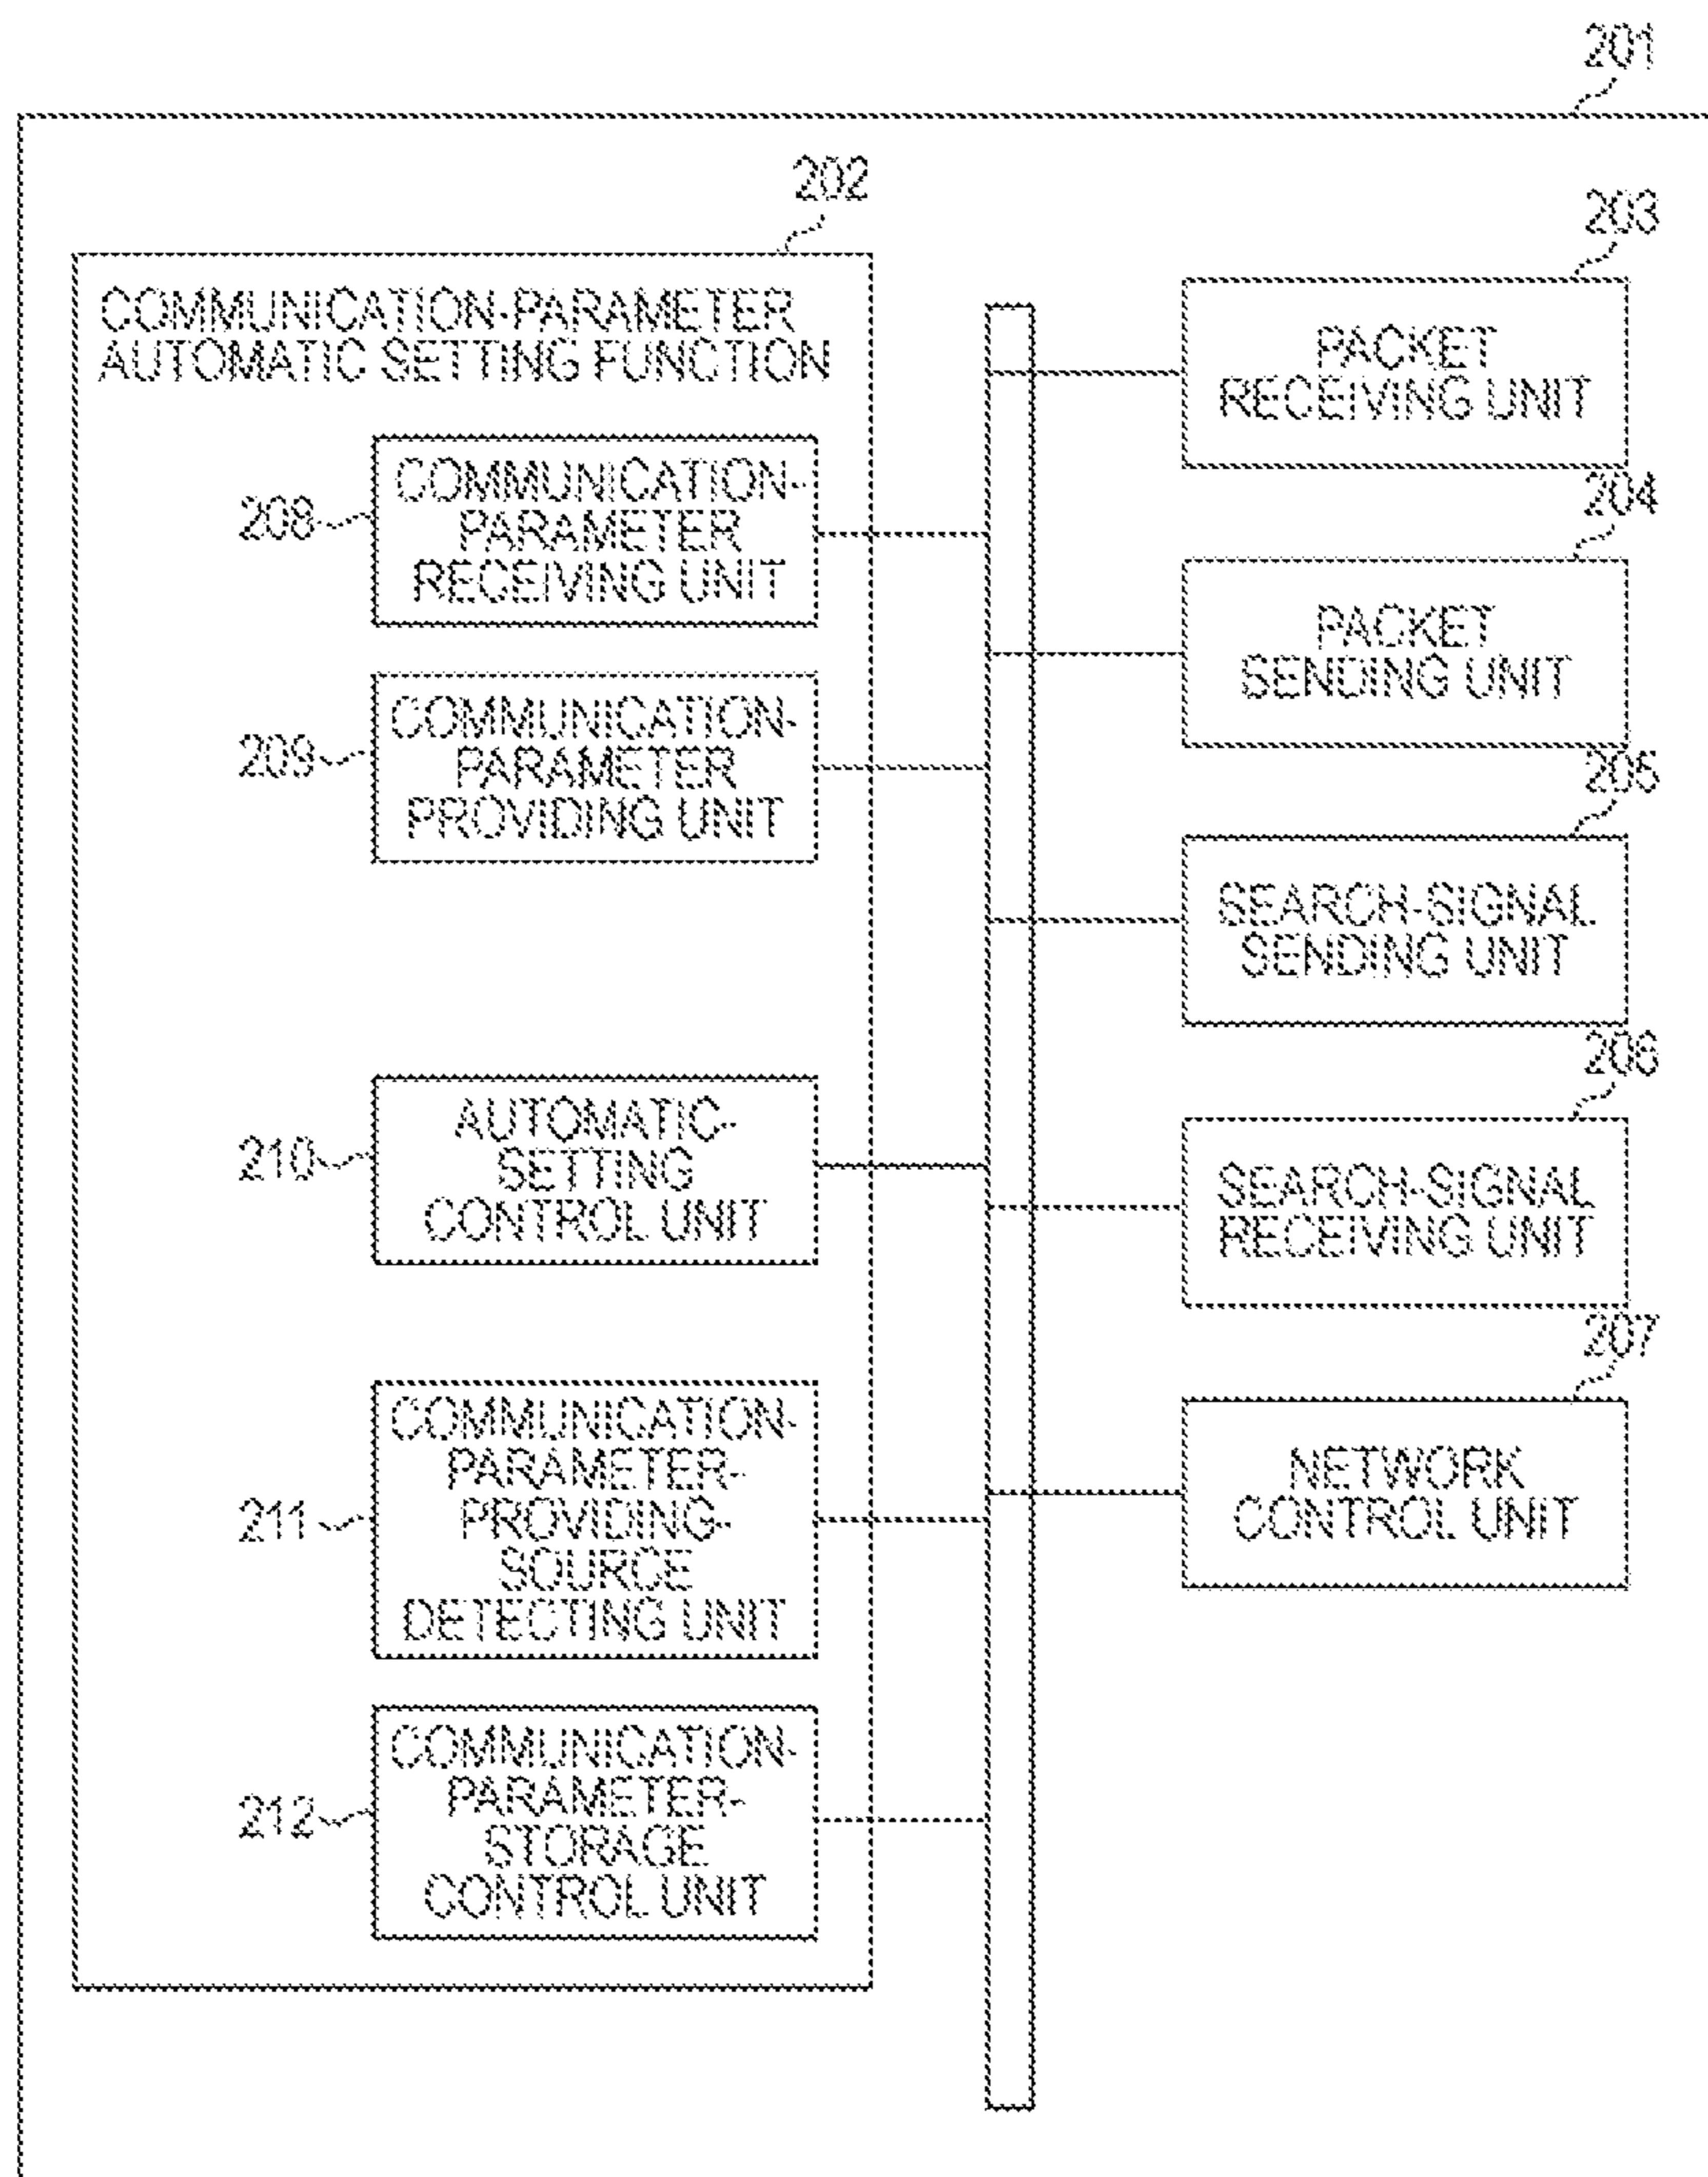 201
202
COMMUNICATION-PARAMETER
AUTOMATIC SETTING FUNCTION
208
COMMUNICATION-
PARAMETER
RECEIVING UNIT
209
COMMUNICATION-
PARAMETER
PROVIDING UNIT
210
AUTOMATIC-
SETTING
CONTROL UNIT
211
COMMUNICATION-
PARAMETER-
PROVIDING-
SOURCE
DETECTING UNIT
212
COMMUNICATION-
PARAMETER-
STORAGE
CONTROL UNIT
203
PACKET
RECEIVING UNIT
204
PACKET
SENDING UNIT
205
SEARCH-SIGNAL
SENDING UNIT
206
SEARCH-SIGNAL
RECEIVING UNIT
207
NETWORK
CONTROL UNIT